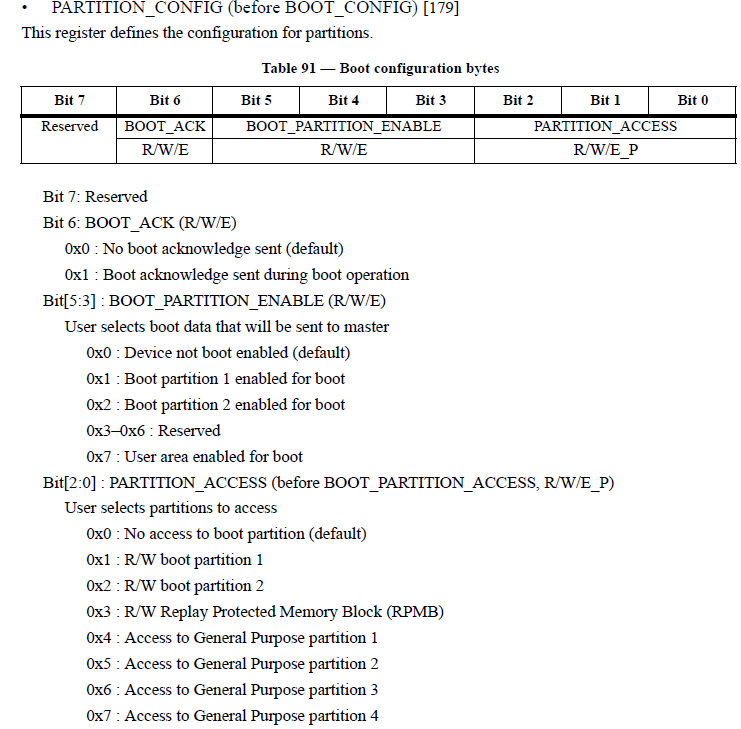 • PARTITION_CONFIG (before BOOT_CONFIG) [179]
This register defines the configuration for partitions.
Table 91 — Boot configuration bytes
Bit 7 Bit 6 Bit 5 Bit 4 Bit 3 Bit 2 Bit 1 Bit 0
Reserved BOOT_ACK BOOT_PARTITION_ENABLE PARTITION_ACCESS
R/W/E R/W/E R/W/E_P
Bit 7: Reserved
Bit 6: BOOT_ACK (R/W/E)
0x0 : No boot acknowledge sent (default)
0x1 : Boot acknowledge sent during boot operation
Bit[5:3] : BOOT_PARTITION_ENABLE (R/W/E)
User selects boot data that will be sent to master
0x0 : Device not boot enabled (default)
0x1 : Boot partition 1 enabled for boot
0x2 : Boot partition 2 enabled for boot
0x3–0x6 : Reserved
0x7 : User area enabled for boot
Bit[2:0] : PARTITION_ACCESS (before BOOT_PARTITION_ACCESS, R/W/E_P)
User selects partitions to access
0x0 : No access to boot partition (default)
0x1 : R/W boot partition 1
0x2 : R/W boot partition 2
0x3 : R/W Replay Protected Memory Block (RPMB)
0x4 : Access to General Purpose partition 1
0x5 : Access to General Purpose partition 2
0x6 : Access to General Purpose partition 3
0x7 : Access to General Purpose partition 4